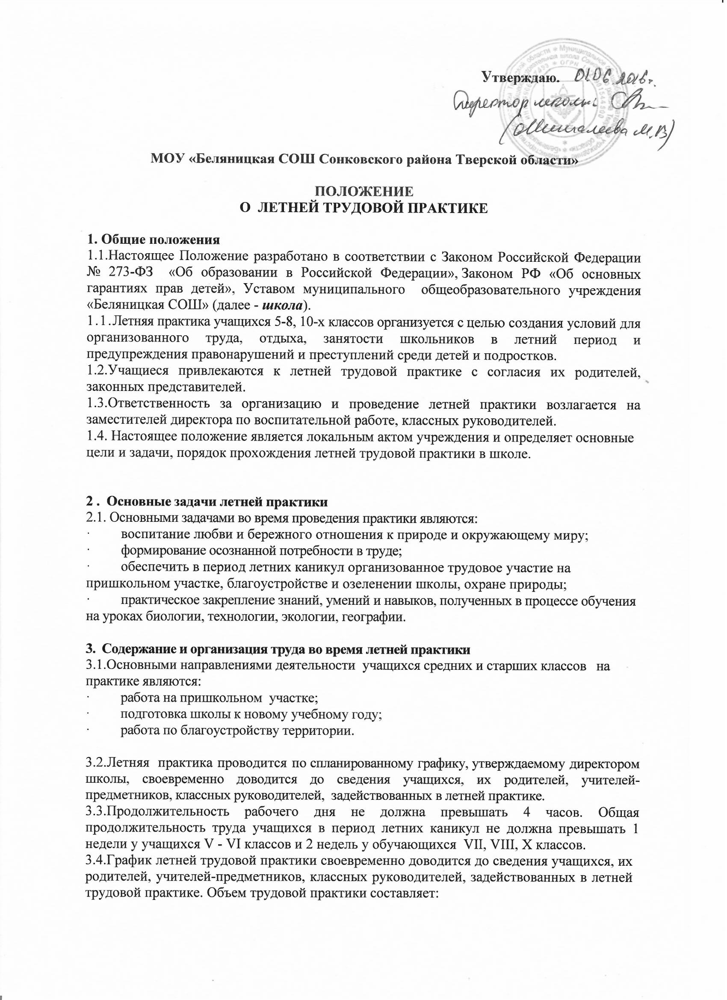 Утверждаю. 01.06.2016г.
Директор школы
(Мингалеева М.В)
МОУ «Беляницкая СОШ Сонковского района Тверской области»
ПОЛОЖЕНИЕ
О ЛЕТНЕЙ ТРУДОВОЙ ПРАКТИКЕ
1. Общие положения
1.1.Настоящее Положение разработано в соответствии с Законом Российской Федерации
№ 273-ФЗ «Об образовании в Российской Федерации», Законом РФ «Об основных
гарантиях прав детей», Уставом муниципального общеобразовательного учреждения
«Беляницкая СОШ» (далее - школа).
1.1.Летняя практика учащихся 5-8, 10-х классов организуется с целью создания условий для
организованного труда, отдыха, занятости школьников в летний период и
предупреждения правонарушений и преступлений среди детей и подростков.
1.2.Учащиеся привлекаются к летней трудовой практике с согласия их родителей,
законных представителей.
1.3.Ответственность за организацию и проведение летней практики возлагается на
заместителей директора по воспитательной работе, классных руководителей.
1.4. Настоящее положение является локальным актом учреждения и определяет основные
цели и задачи, порядок прохождения летней трудовой практики в школе.
2 . Основные задачи летней практики
2.1. Основными задачами во время проведения практики являются:
· воспитание любви и бережного отношения к природе и окружающему миру;
· формирование осознанной потребности в труде;
· обеспечить в период летних каникул организованное трудовое участие на
пришкольном участке, благоустройстве и озеленении школы, охране природы;
· практическое закрепление знаний, умений и навыков, полученных в процессе обучения
на уроках биологии, технологии, экологии, географии.
3. Содержание и организация труда во время летней практики
3.1.Основными направлениями деятельности учащихся средних и старших классов на
практике являются:
· работа на пришкольном участке;
· подготовка школы к новому учебному году;
· работа по благоустройству территории.
3.2.Летняя практика проводится по спланированному графику, утверждаемому директором
школы, своевременно доводится до сведения учащихся, их родителей, учителей-
предметников, классных руководителей, задействованных в летней практике.
3.3.Продолжительность рабочего дня не должна превышать 4 часов. Общая
продолжительность труда учащихся в период летних каникул не должна превышать 1
недели у учащихся V - VI классов и 2 недель у обучающихся VII, VIII, X классов.
3.4.График летней трудовой практики своевременно доводится до сведения учащихся, их
родителей, учителей-предметников, классных руководителей, задействованных в летней
трудовой практике. Объем трудовой практики составляет: